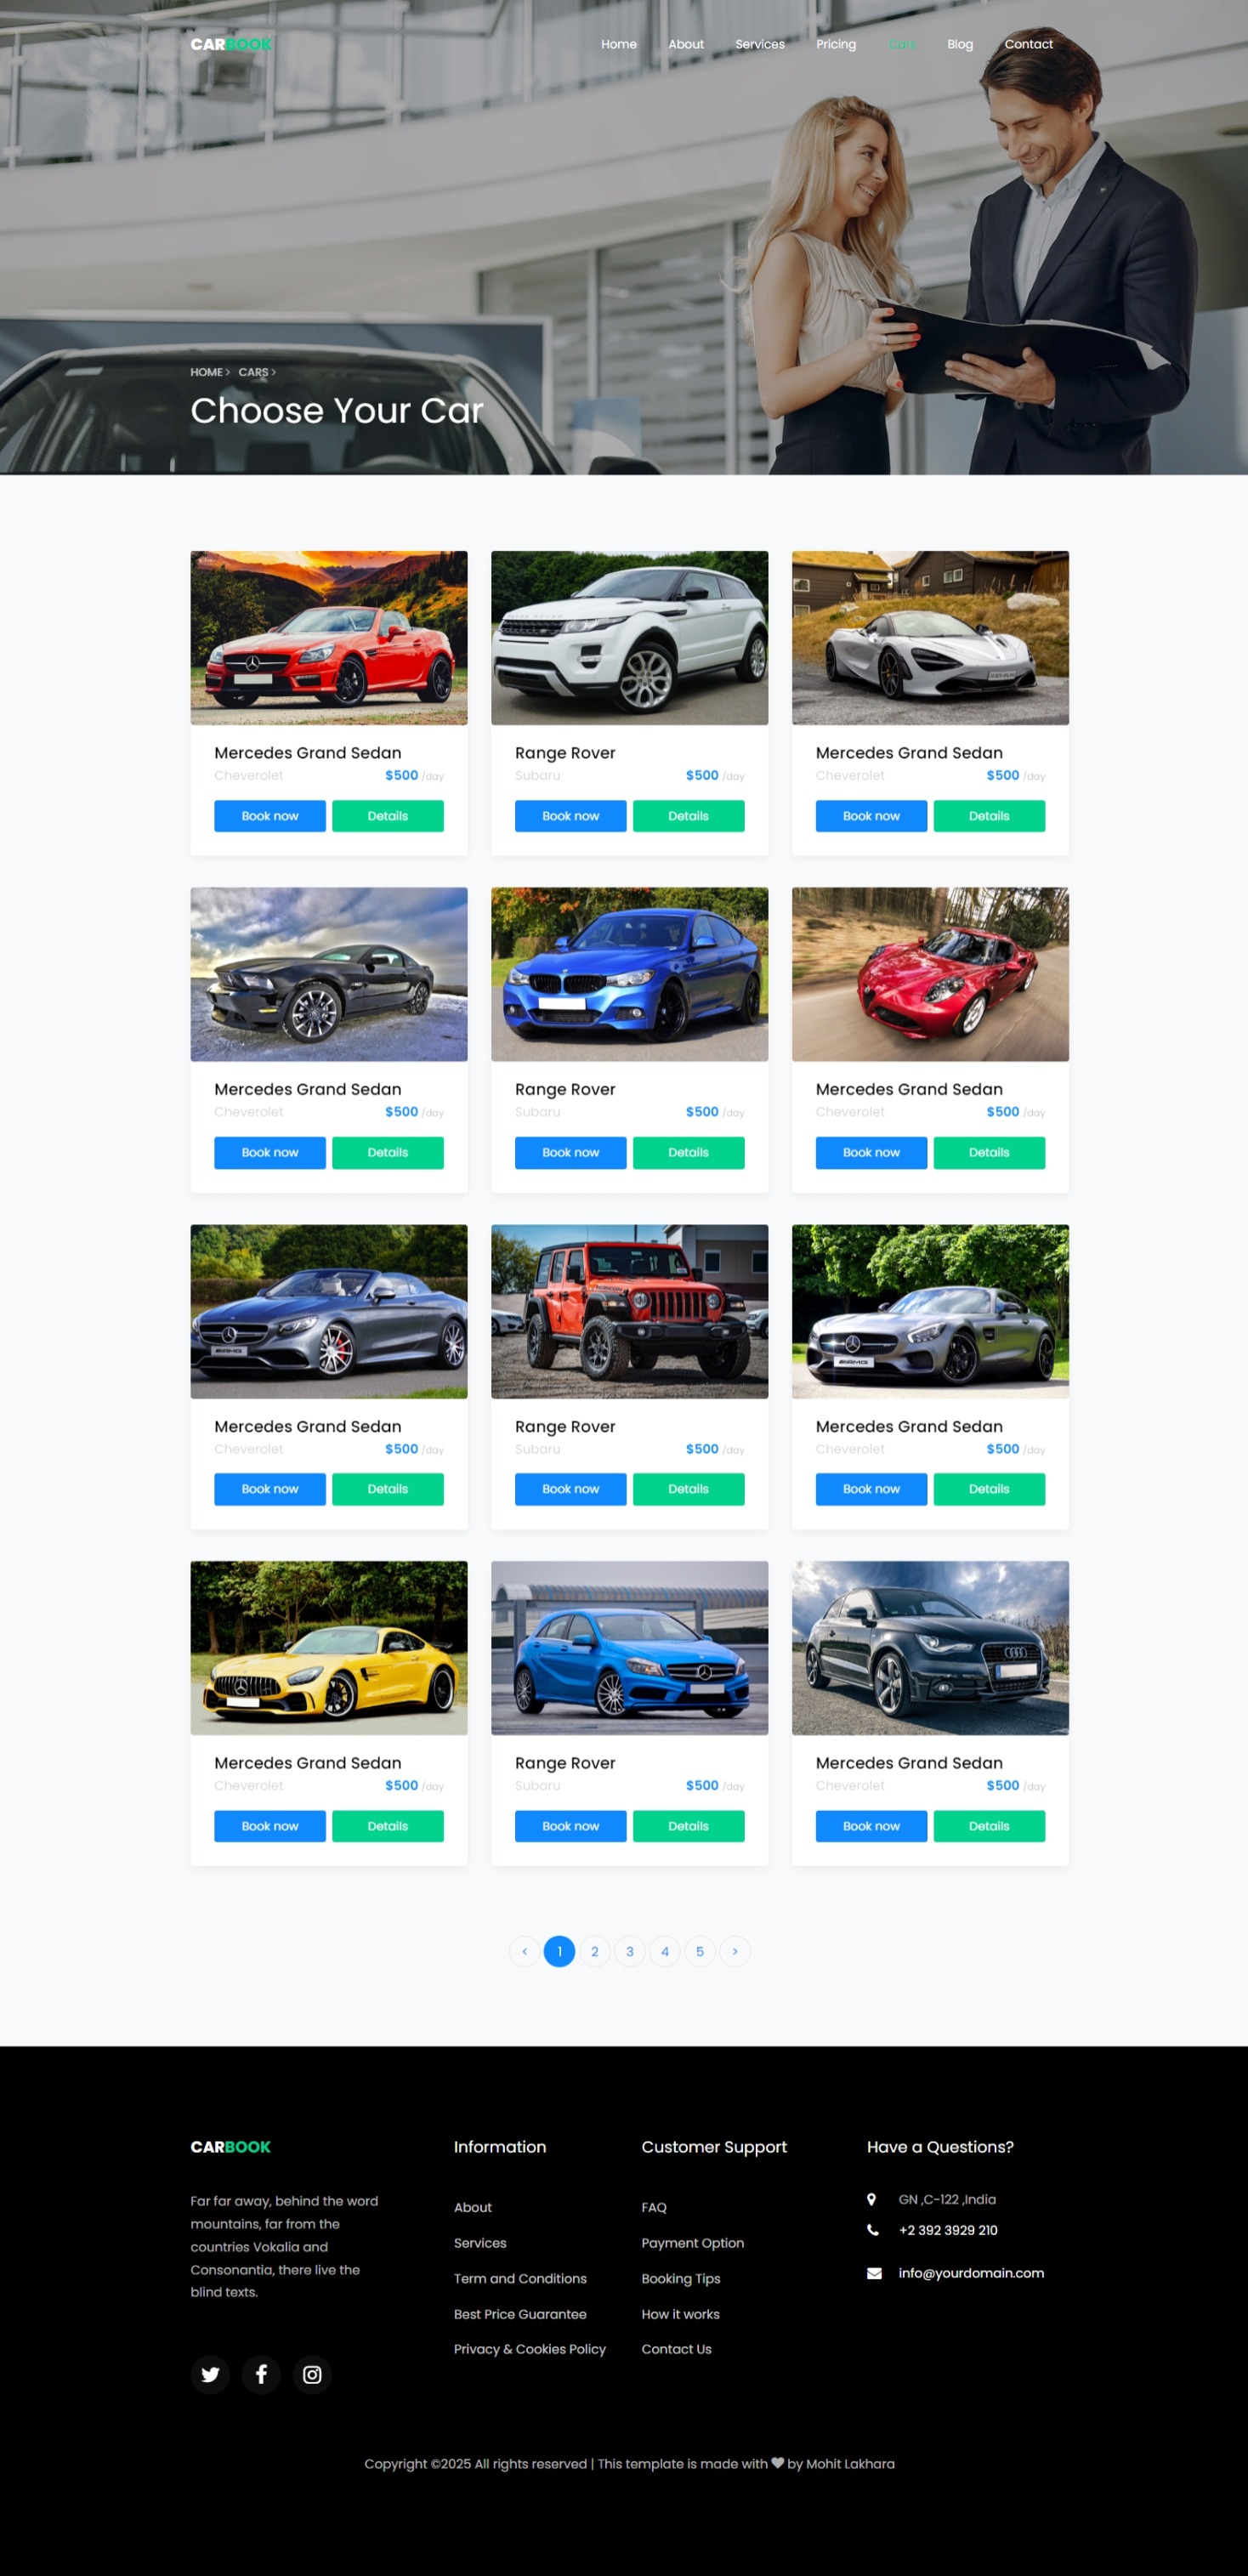 CARBOOK
Home About Services Pricing Cars Blog Contact
HOME > CARS >
Choose Your Car
Mercedes Grand Sedan
Cheverolet $500 /day
Book now Details
Range Rover
Subaru $500 /day
Book now Details
Mercedes Grand Sedan
Cheverolet $500 /day
Book now Details
Mercedes Grand Sedan
Cheverolet $500 /day
Book now Details
Range Rover
Subaru $500 /day
Book now Details
Mercedes Grand Sedan
Cheverolet $500 /day
Book now Details
AMG
Mercedes Grand Sedan
Cheverolet $500 /day
Book now Details
Range Rover
Subaru $500 /day
Book now Details
AMG
Mercedes Grand Sedan
Cheverolet $500 /day
Book now Details
Mercedes Grand Sedan
Cheverolet $500 /day
Book now Details
Range Rover
Subaru $500 /day
Book now Details
Mercedes Grand Sedan
Cheverolet $500 /day
Book now Details
< 1 2 3 4 5 >
CARBOOK
Far far away, behind the word
mountains, far from the
countries Vokalia and
Consonantia, there live the
blind texts.
Information
About
Services
Term and Conditions
Best Price Guarantee
Privacy & Cookies Policy
Customer Support
FAQ
Payment Option
Booking Tips
How it works
Contact Us
Have a Questions?
GN ,C-122 ,India
+2 392 3929 210
info@yourdomain.com
Copyright ©2025 All rights reserved | This template is made with ♥ by Mohit Lakhara